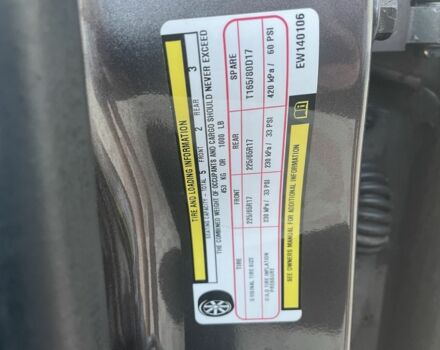 TIRE AND LOADING INFORMATION
SEATING CAPACITY - TOTAL 5 FRONT 2 REAR 3
THE COMBINED WEIGHT OF OCCUPANTS AND CARGO SHOULD NEVER EXCEED
453 KG OR 1000 LB
TIRE FRONT REAR SPARE
ORIGINAL TIRE SIZE 225/65R17 225/65R17 T165/80D17
COLD TIRE INFLATION PRESSURE 230 kPa / 33 PSI 230 kPa / 33 PSI 420 kPa / 60 PSI
SEE OWNERS MANUAL FOR ADDITIONAL INFORMATION
EW140106